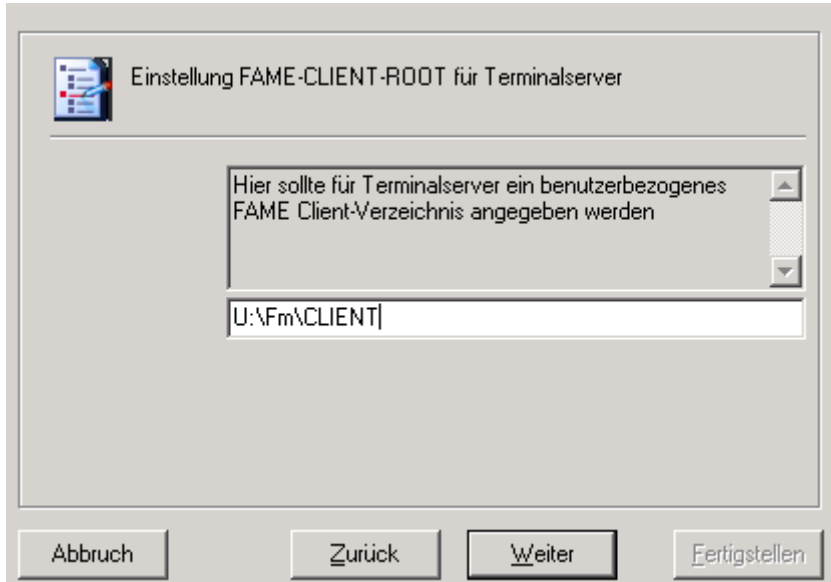 Einstellung FAME-CLIENT-ROOT für Terminalserver
Hier sollte für Terminalserver ein benutzerbezogenes
FAME Client-Verzeichnis angegeben werden
U:\Fm\CLIENT
Abbruch
Zurück
Weiter
Fertigstellen